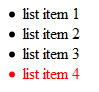 • list item 1
• list item 2
• list item 3
• list item 4